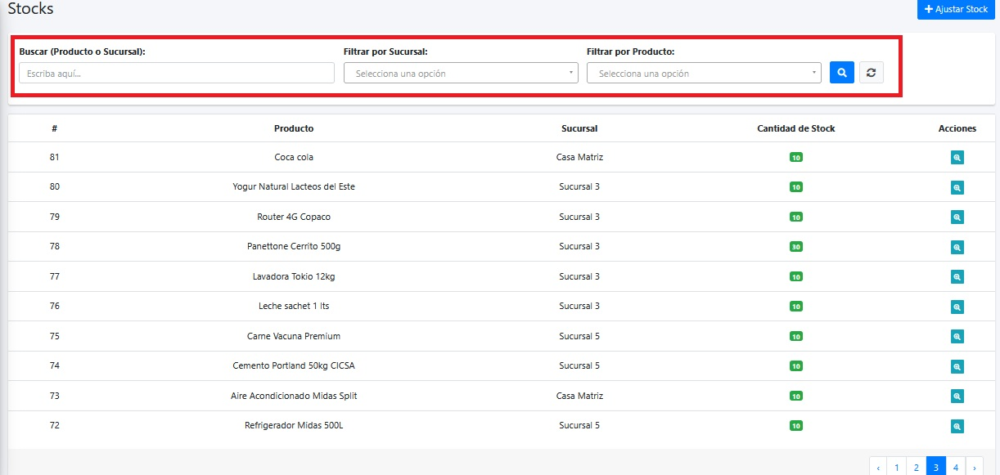 Stocks
Ajustar Stock
Buscar (Producto o Sucursal): Filtrar por Sucursal: Filtrar por Producto:
Escriba aquí... Selecciona una opción Selecciona una opción
# Producto Sucursal Cantidad de Stock Acciones
81 Coca cola Casa Matriz 10
80 Yogur Natural Lacteos del Este Sucursal 3 10
79 Router 4G Copaco Sucursal 3 10
78 Panettone Cerrito 500g Sucursal 3 30
77 Lavadora Tokio 12kg Sucursal 3 10
76 Leche sachet 1 lts Sucursal 3 10
75 Carne Vacuna Premium Sucursal 5 10
74 Cemento Portland 50kg CICSA Sucursal 5 10
73 Aire Acondicionado Midas Split Casa Matriz 10
72 Refrigerador Midas 500L Sucursal 5 10
‹ 1 2 3 4 ›